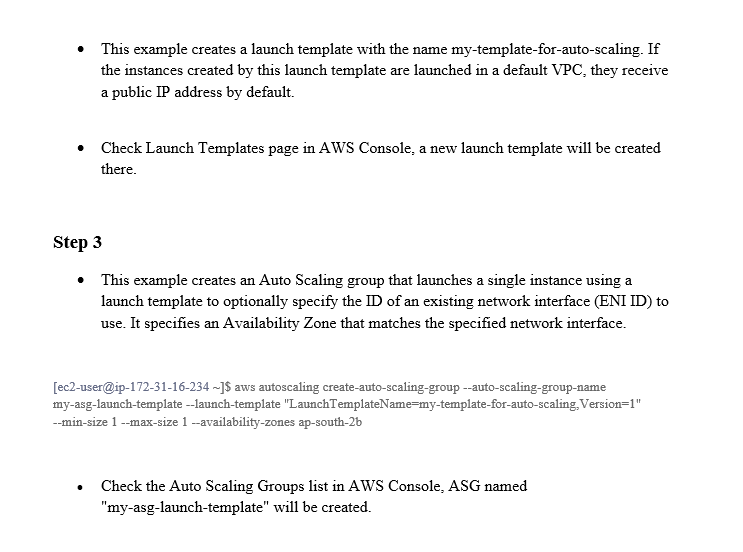 • This example creates a launch template with the name my-template-for-auto-scaling. If
the instances created by this launch template are launched in a default VPC, they receive
a public IP address by default.
• Check Launch Templates page in AWS Console, a new launch template will be created
there.
Step 3
• This example creates an Auto Scaling group that launches a single instance using a
launch template to optionally specify the ID of an existing network interface (ENI ID) to
use. It specifies an Availability Zone that matches the specified network interface.
[ec2-user@ip-172-31-16-234 ~]$ aws autoscaling create-auto-scaling-group --auto-scaling-group-name
my-asg-launch-template --launch-template "LaunchTemplateName=my-template-for-auto-scaling,Version=1"
--min-size 1 --max-size 1 --availability-zones ap-south-2b
• Check the Auto Scaling Groups list in AWS Console, ASG named
"my-asg-launch-template" will be created.